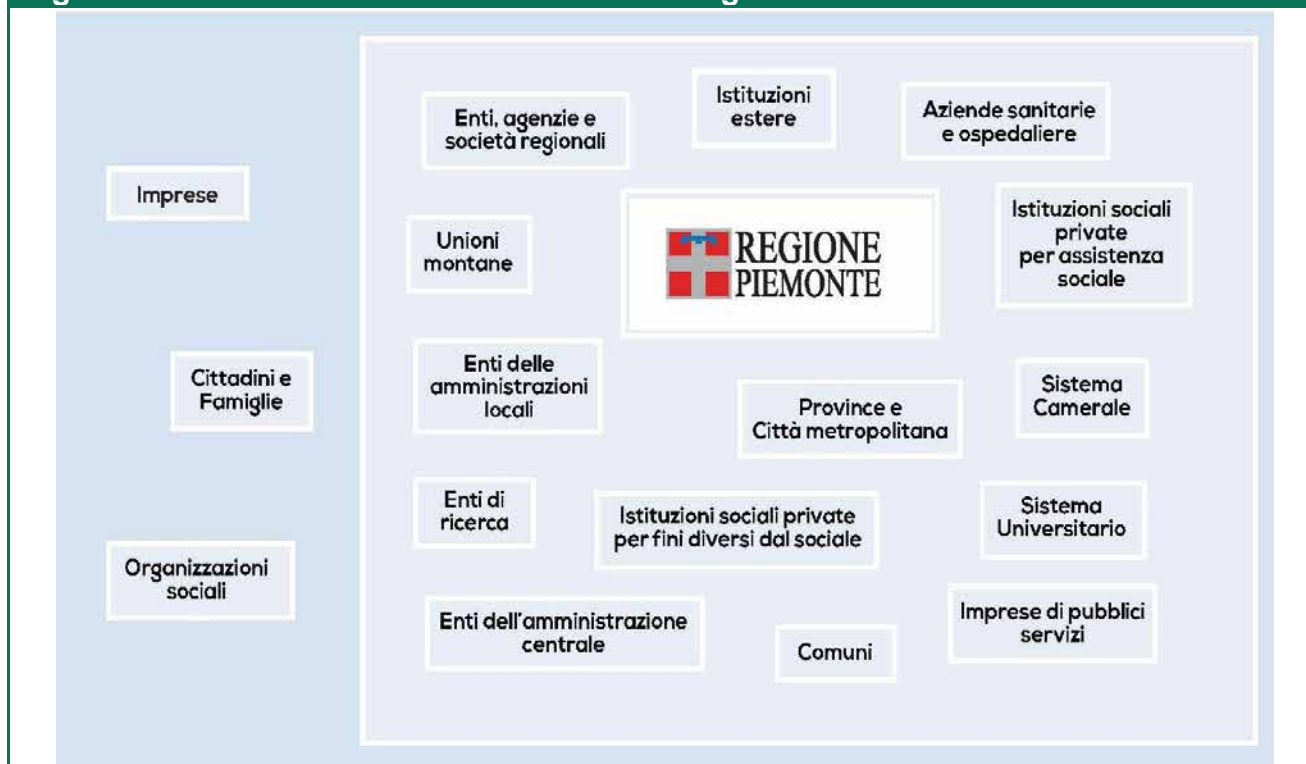 Imprese
Cittadini e
Famiglie
Organizzazioni
sociali
Enti, agenzie e
società regionali
Istituzioni
estere
Aziende sanitarie
e ospedaliere
Unioni
montane
REGIONE
PIEMONTE
Istituzioni sociali
private
per assistenza
sociale
Enti delle
amministrazioni
locali
Province e
Città metropolitana
Sistema
Camerale
Enti di
ricerca
Istituzioni sociali private
per fini diversi dal sociale
Sistema
Universitario
Enti dell'amministrazione
centrale
Comuni
Imprese di pubblici
servizi